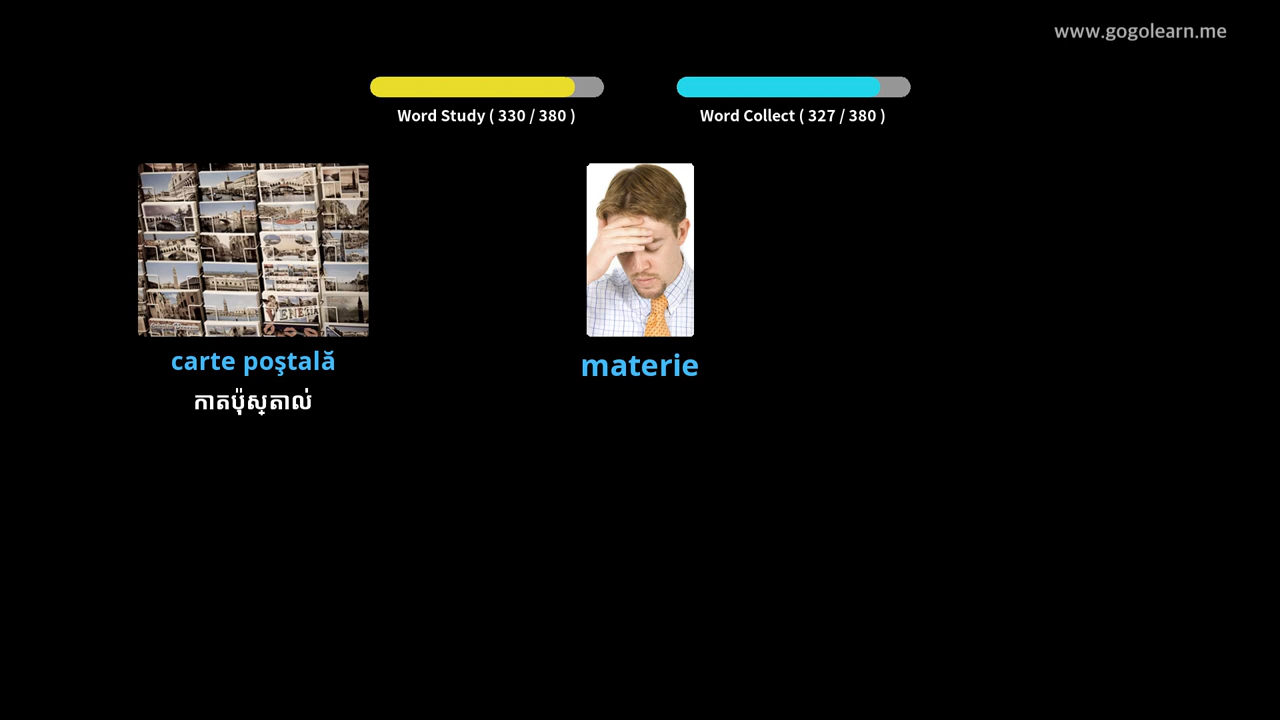 www.gogolearn.me
Word Study ( 330 / 380 )
Word Collect ( 327 / 380 )
carte poştală
កាតប៉ុស្តាល់
materie